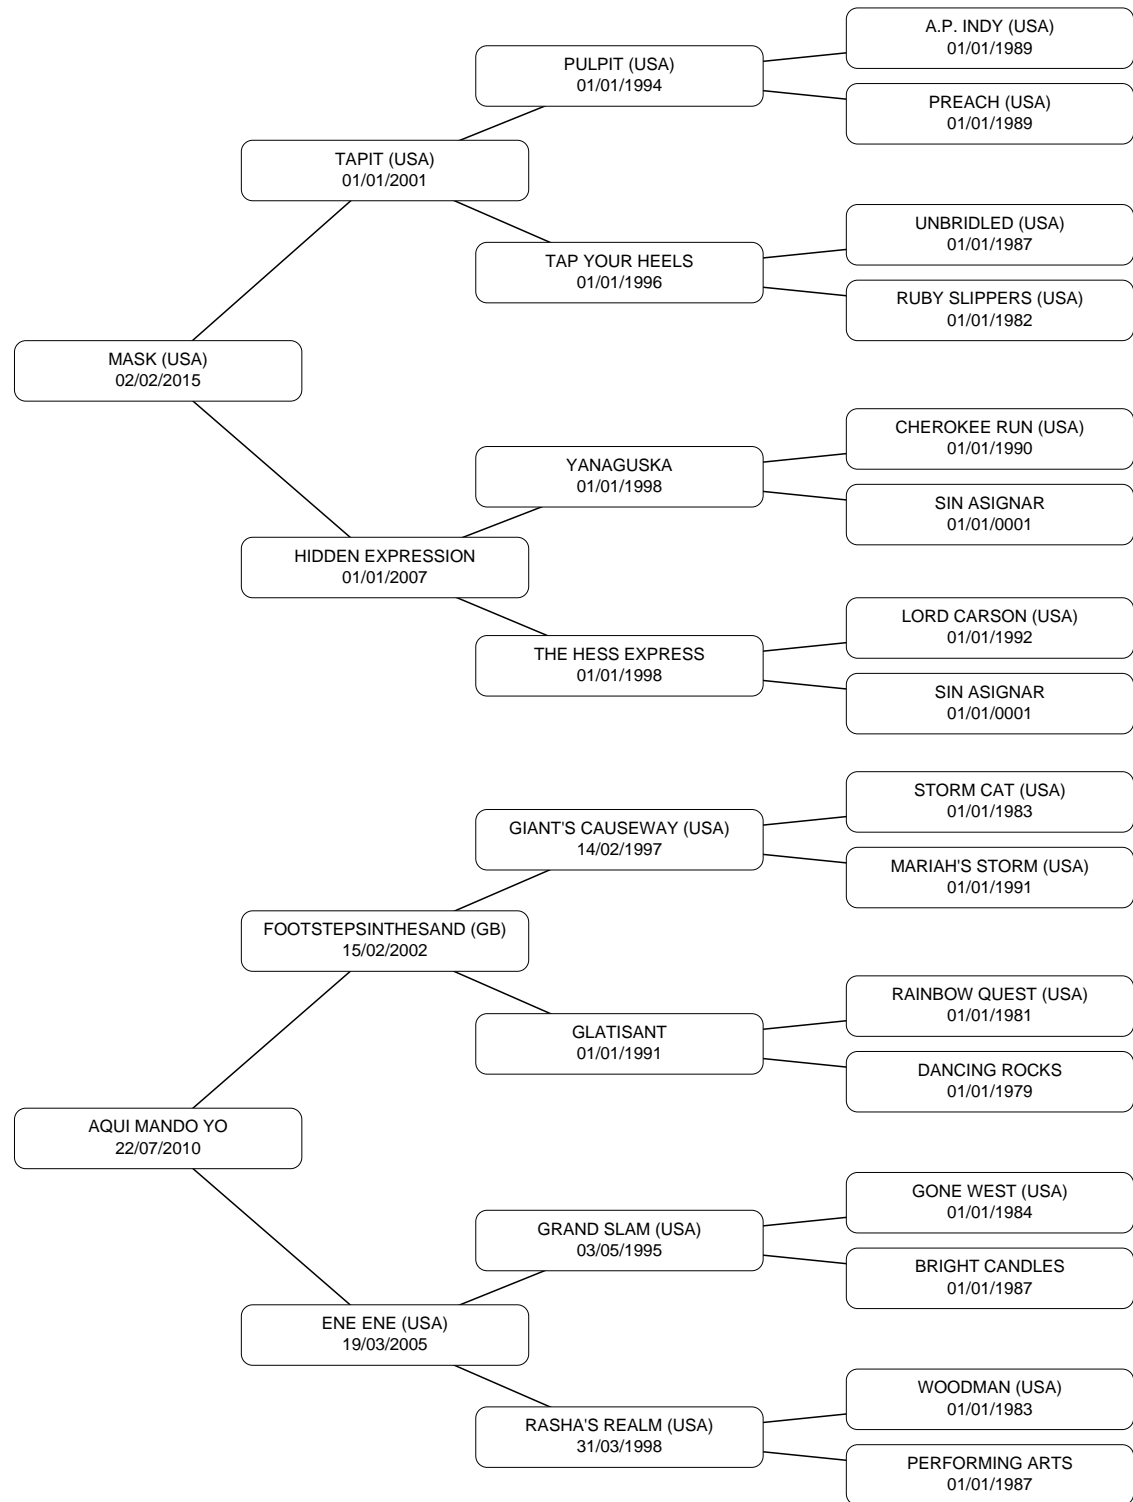 A.P. INDY (USA)
01/01/1989
PULPIT (USA)
01/01/1994
PREACH (USA)
01/01/1989
TAPIT (USA)
01/01/2001
UNBRIDLED (USA)
01/01/1987
TAP YOUR HEELS
01/01/1996
RUBY SLIPPERS (USA)
01/01/1982
MASK (USA)
02/02/2015
CHEROKEE RUN (USA)
01/01/1990
YANAGUSKA
01/01/1998
SIN ASIGNAR
01/01/0001
HIDDEN EXPRESSION
01/01/2007
LORD CARSON (USA)
01/01/1992
THE HESS EXPRESS
01/01/1998
SIN ASIGNAR
01/01/0001
STORM CAT (USA)
01/01/1983
GIANT'S CAUSEWAY (USA)
14/02/1997
MARIAH'S STORM (USA)
01/01/1991
FOOTSTEPSINTHESAND (GB)
15/02/2002
RAINBOW QUEST (USA)
01/01/1981
GLATISANT
01/01/1991
DANCING ROCKS
01/01/1979
AQUI MANDO YO
22/07/2010
GONE WEST (USA)
01/01/1984
GRAND SLAM (USA)
03/05/1995
BRIGHT CANDLES
01/01/1987
ENE ENE (USA)
19/03/2005
WOODMAN (USA)
01/01/1983
RASHA'S REALM (USA)
31/03/1998
PERFORMING ARTS
01/01/1987